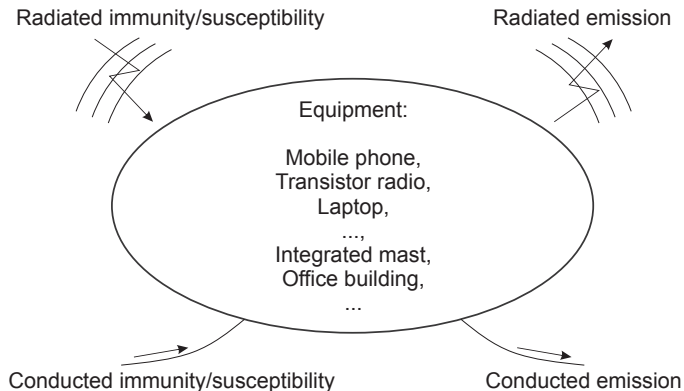 Radiated immunity/susceptibility
Radiated emission
Equipment:
Mobile phone,
Transistor radio,
Laptop,
...,
Integrated mast,
Office building,
...
Conducted immunity/susceptibility
Conducted emission